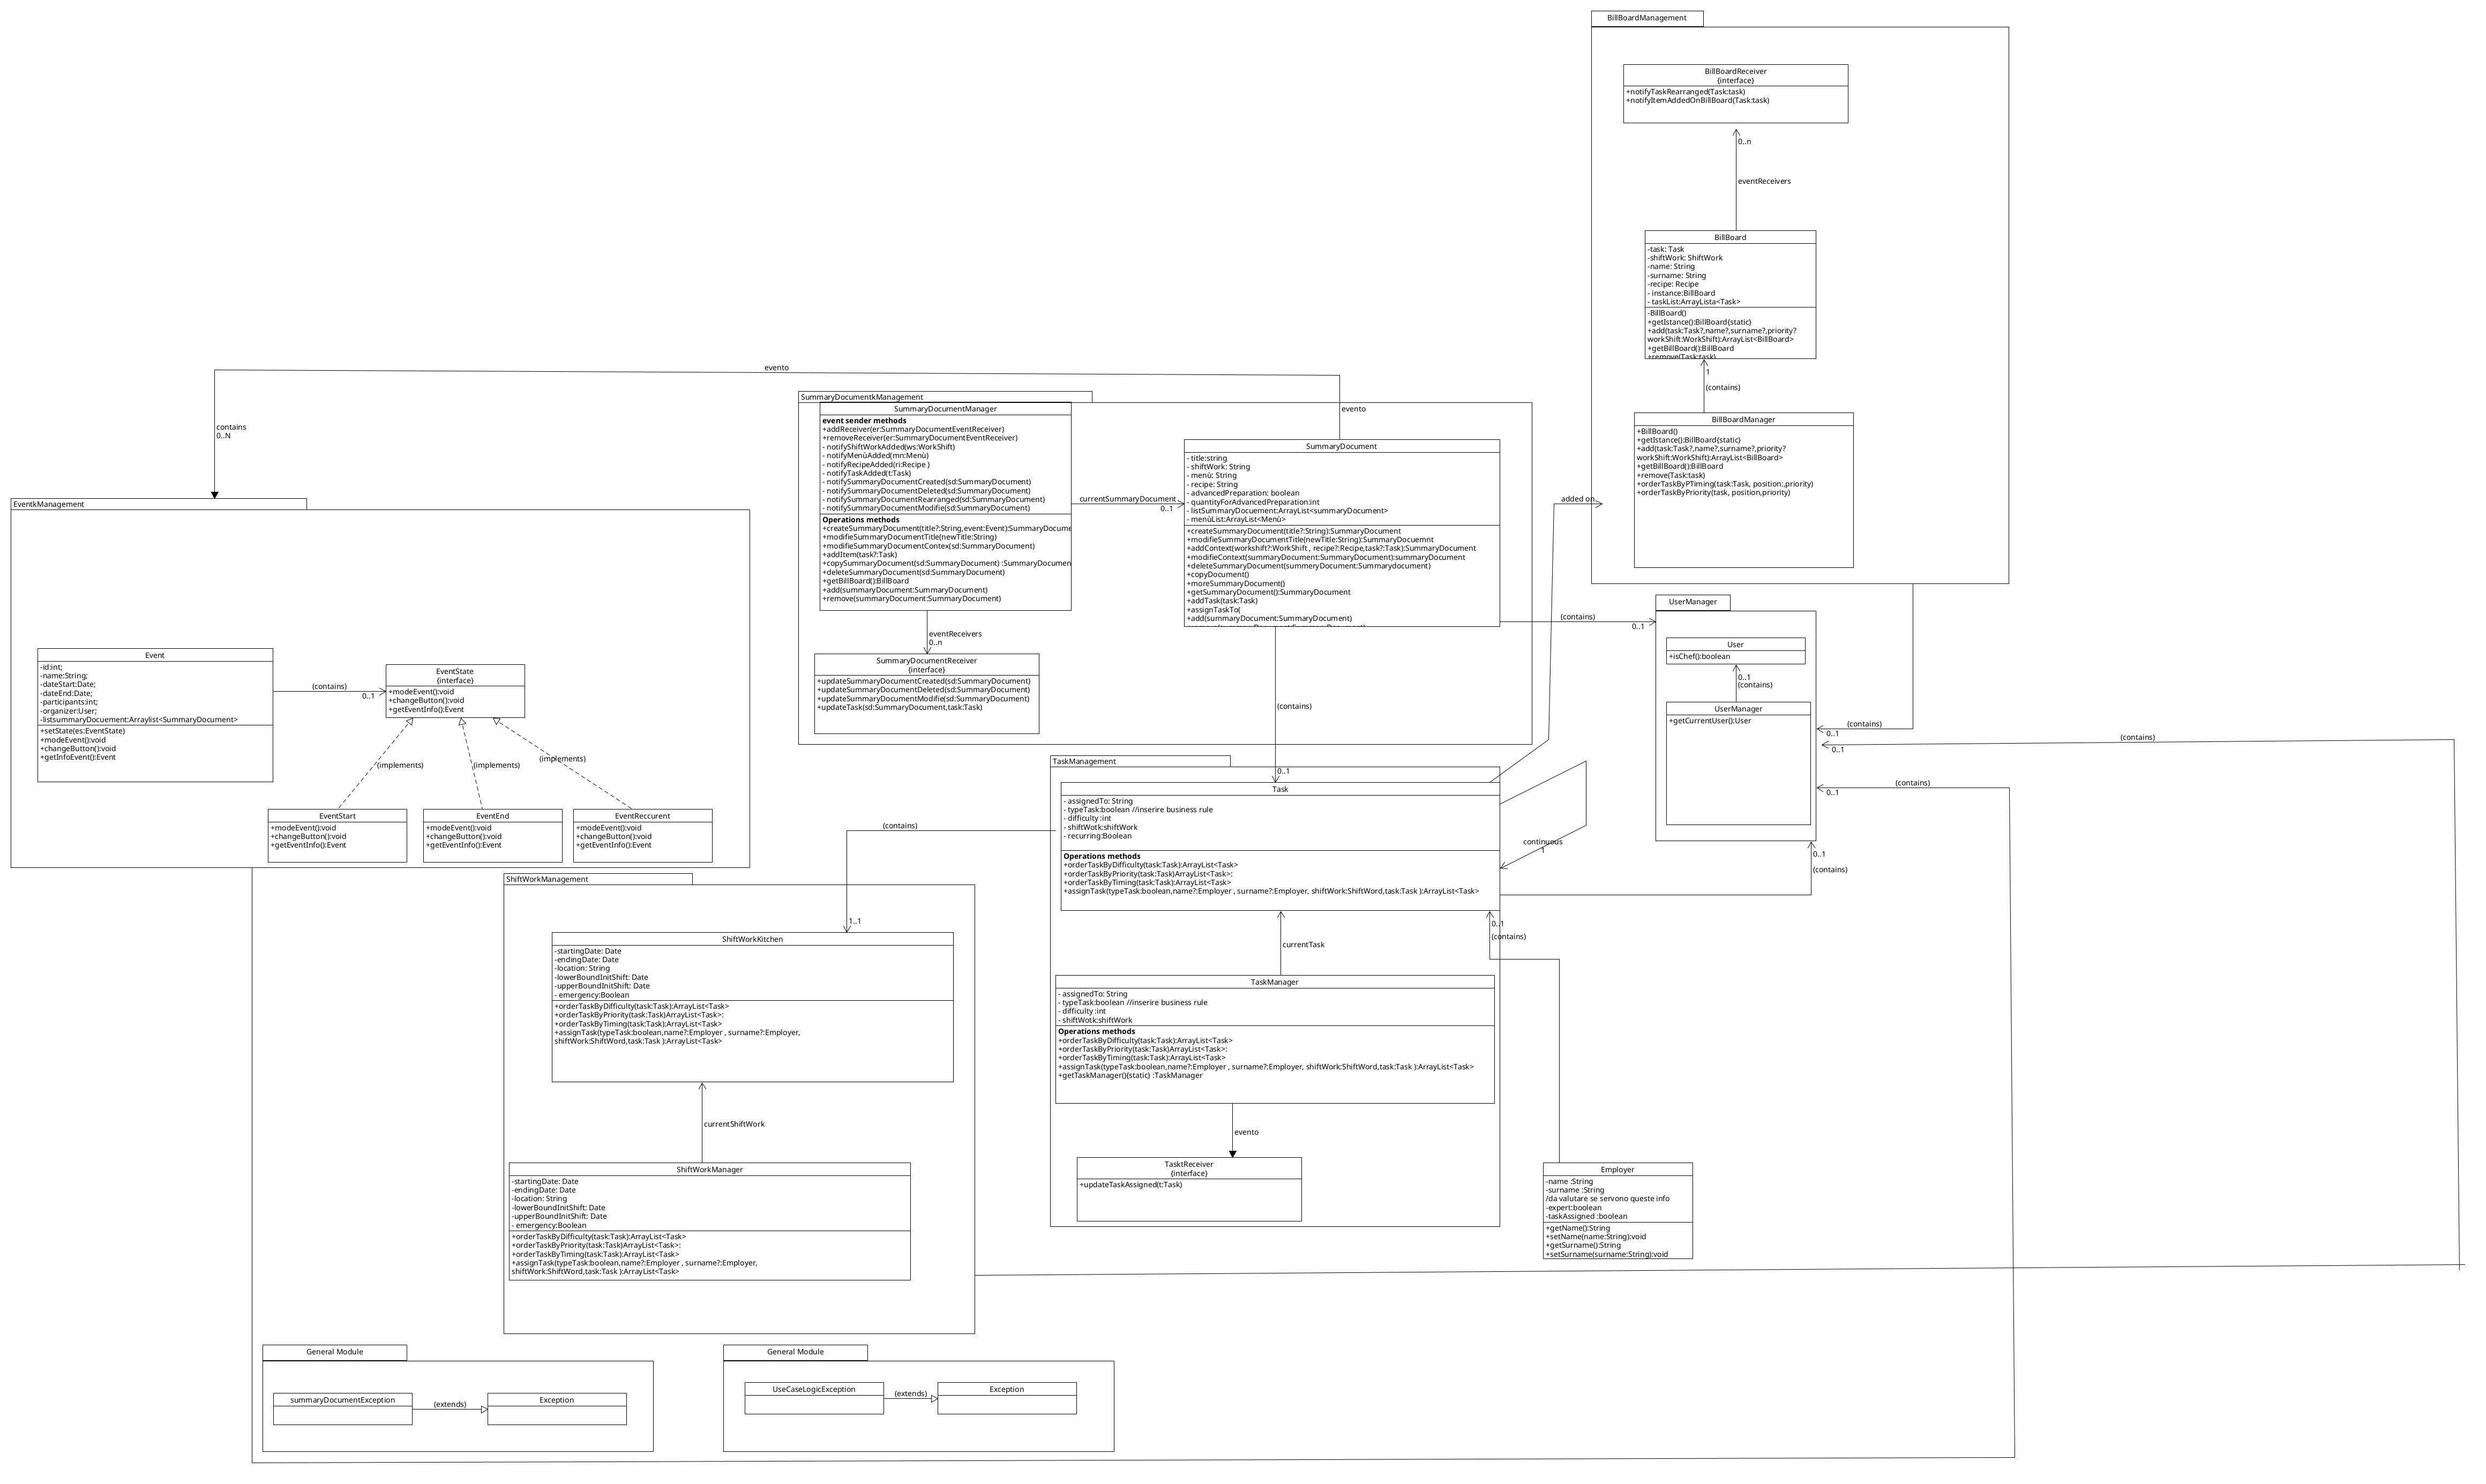 BillBoardManagement
BillBoardReceiver
{interface}
+notifyTaskRearranged(Task:task)
+notifyItemAddedOnBillBoard(Task:task)
0..n
eventReceivers
BillBoard
-task: Task
-shiftWork: ShiftWork
-name: String
-surname: String
-recipe: Recipe
- instance:BillBoard
- taskList:ArrayLista<Task>
-BillBoard()
+getIstance():BillBoard{static}
+add(task:Task?,name?,surname?,priority?
workShift:WorkShift):ArrayList<BillBoard>
+getBillBoard():BillBoard
+remove(Task:task)
1
(contains)
BillBoardManager
+BillBoard()
+getIstance():BillBoard{static}
+add(task:Task?,name?,surname?,priority?
workShift:WorkShift):ArrayList<BillBoard>
+getBillBoard():BillBoard
+remove(Task:task)
+orderTaskByPTiming(task:Task, position:,priority)
+orderTaskByPriority(task, position,priority)
evento
contains
0..N
SummaryDocumentkManagement
SummaryDocumentManager
event sender methods
+addReceiver(er:SummaryDocumentEventReceiver)
+removeReceiver(er:SummaryDocumentEventReceiver)
- notifyShiftWorkAdded(ws:WorkShift)
- notifyMenùAdded(mn:Menù)
- notifyRecipeAdded(ri:Recipe )
- notifyTaskAdded(t:Task)
- notifySummaryDocumentCreated(sd:SummaryDocument)
- notifySummaryDocumentDeleted(sd:SummaryDocument)
- notifySummaryDocumentRearranged(sd:SummaryDocument)
- notifySummaryDocumentModifie(sd:SummaryDocument)
Operations methods
+createSummaryDocument(title?:String,event:Event):SummaryDocume
+modifieSummaryDocumentTitle(newTitle:String)
+modifieSummaryDocumentContex(sd:SummaryDocument)
+addItem(task?:Task)
+copySummaryDocument(sd:SummaryDocument) :SummaryDocument
+deleteSummaryDocument(sd:SummaryDocument)
+getBillBoard():BillBoard
+add(summaryDocument:SummaryDocument)
+remove(summaryDocument:SummaryDocument)
currentSummaryDocument
0..1
evento
SummaryDocument
- title:string
- shiftWork: String
- menù: String
- recipe: String
- advancedPreparation: boolean
- quantityForAdvancedPreparation:int
- listSummaryDocuement:ArrayList<summaryDocument>
- menùList:ArrayList<Menù>
+createSummaryDocument(title?:String):SummaryDocument
+modifieSummaryDocumentTitle(newTitle:String):SummaryDocuemnt
+addContext(workshift?:WorkShift , recipe?:Recipe,task?:Task):SummaryDocument
+modifieContext(summaryDocument:SummaryDocument):summaryDocument
+deleteSummaryDocument(summeryDocument:Summarydocument)
+copyDocument()
+moreSummaryDocument()
+getSummaryDocument():SummaryDocument
+addTask(task:Task)
+assignTaskTo(
+add(summaryDocument:SummaryDocument)
eventReceivers
0..n
SummaryDocumentReceiver
{interface}
+updateSummaryDocumentCreated(sd:SummaryDocument)
+updateSummaryDocumentDeleted(sd:SummaryDocument)
+updateSummaryDocumentModifie(sd:SummaryDocument)
+updateTask(sd:SummaryDocument,task:Task)
(contains)
0..1
added on
(contains)
0..1
EventkManagement
Event
-id:int;
-name:String;
-dateStart:Date;
-dateEnd:Date;
-participants:int;
-organizer:User;
-listsummaryDocuement:Arraylist<SummaryDocument>
+setState(es:EventState)
+modeEvent():void
+changeButton():void
+getInfoEvent():Event
(contains)
0..1
EventState
{interface}
+modeEvent():void
+changeButton():void
+getEventInfo():Event
(implements)
(implements)
(implements)
EventStart
+modeEvent():void
+changeButton():void
+getEventInfo():Event
EventEnd
+modeEvent():void
+changeButton():void
+getEventInfo():Event
EventReccurent
+modeEvent():void
+changeButton():void
+getEventInfo():Event
UserManager
User
+isChef():boolean
0..1
(contains)
UserManager
+getCurrentUser():User
(contains)
0..1
(contains)
0..1
(contains)
0..1
0..1
(contains)
TaskManagement
Task
- assignedTo: String
- typeTask:boolean //inserire business rule
- difficulty :int
- shiftWotk:shiftWork
- recurring:Boolean
Operations methods
+orderTaskByDifficulty(task:Task):ArrayList<Task>
+orderTaskByPriority(task:Task)ArrayList<Task>:
+orderTaskByTiming(task:Task):ArrayList<Task>
+assignTask(typeTask:boolean,name?:Employer , surname?:Employer, shiftWork:ShiftWord,task:Task ):ArrayList<Task>
continuous
1
(contains)
1..1
currentTask
0..1
(contains)
TaskManager
- assignedTo: String
- typeTask:boolean //inserire business rule
- difficulty :int
- shiftWotk:shiftWork
Operations methods
+orderTaskByDifficulty(task:Task):ArrayList<Task>
+orderTaskByPriority(task:Task)ArrayList<Task>:
+orderTaskByTiming(task:Task):ArrayList<Task>
+assignTask(typeTask:boolean,name?:Employer , surname?:Employer, shiftWork:ShiftWord,task:Task ):ArrayList<Task>
+getTaskManager(){static} :TaskManager
evento
TasktReceiver
{interface}
+updateTaskAssigned(t:Task)
ShiftWorkManagement
ShiftWorkKitchen
-startingDate: Date
-endingDate: Date
-location: String
-lowerBoundInitShift: Date
-upperBoundInitShift: Date
- emergency:Boolean
+orderTaskByDifficulty(task:Task):ArrayList<Task>
+orderTaskByPriority(task:Task)ArrayList<Task>:
+orderTaskByTiming(task:Task):ArrayList<Task>
+assignTask(typeTask:boolean,name?:Employer , surname?:Employer,
shiftWork:ShiftWord,task:Task ):ArrayList<Task>
currentShiftWork
ShiftWorkManager
-startingDate: Date
-endingDate: Date
-location: String
-lowerBoundInitShift: Date
-upperBoundInitShift: Date
- emergency:Boolean
+orderTaskByDifficulty(task:Task):ArrayList<Task>
+orderTaskByPriority(task:Task)ArrayList<Task>:
+orderTaskByTiming(task:Task):ArrayList<Task>
+assignTask(typeTask:boolean,name?:Employer , surname?:Employer,
shiftWork:ShiftWord,task:Task ):ArrayList<Task>
Employer
-name :String
-surname :String
/da valutare se servono queste info
-expert:boolean
-taskAssigned :boolean
+getName():String
+setName(name:String):void
+getSurname():String
+setSurname(surname:String):void
General Module
summaryDocumentException
(extends)
Exception
General Module
UseCaseLogicException
(extends)
Exception